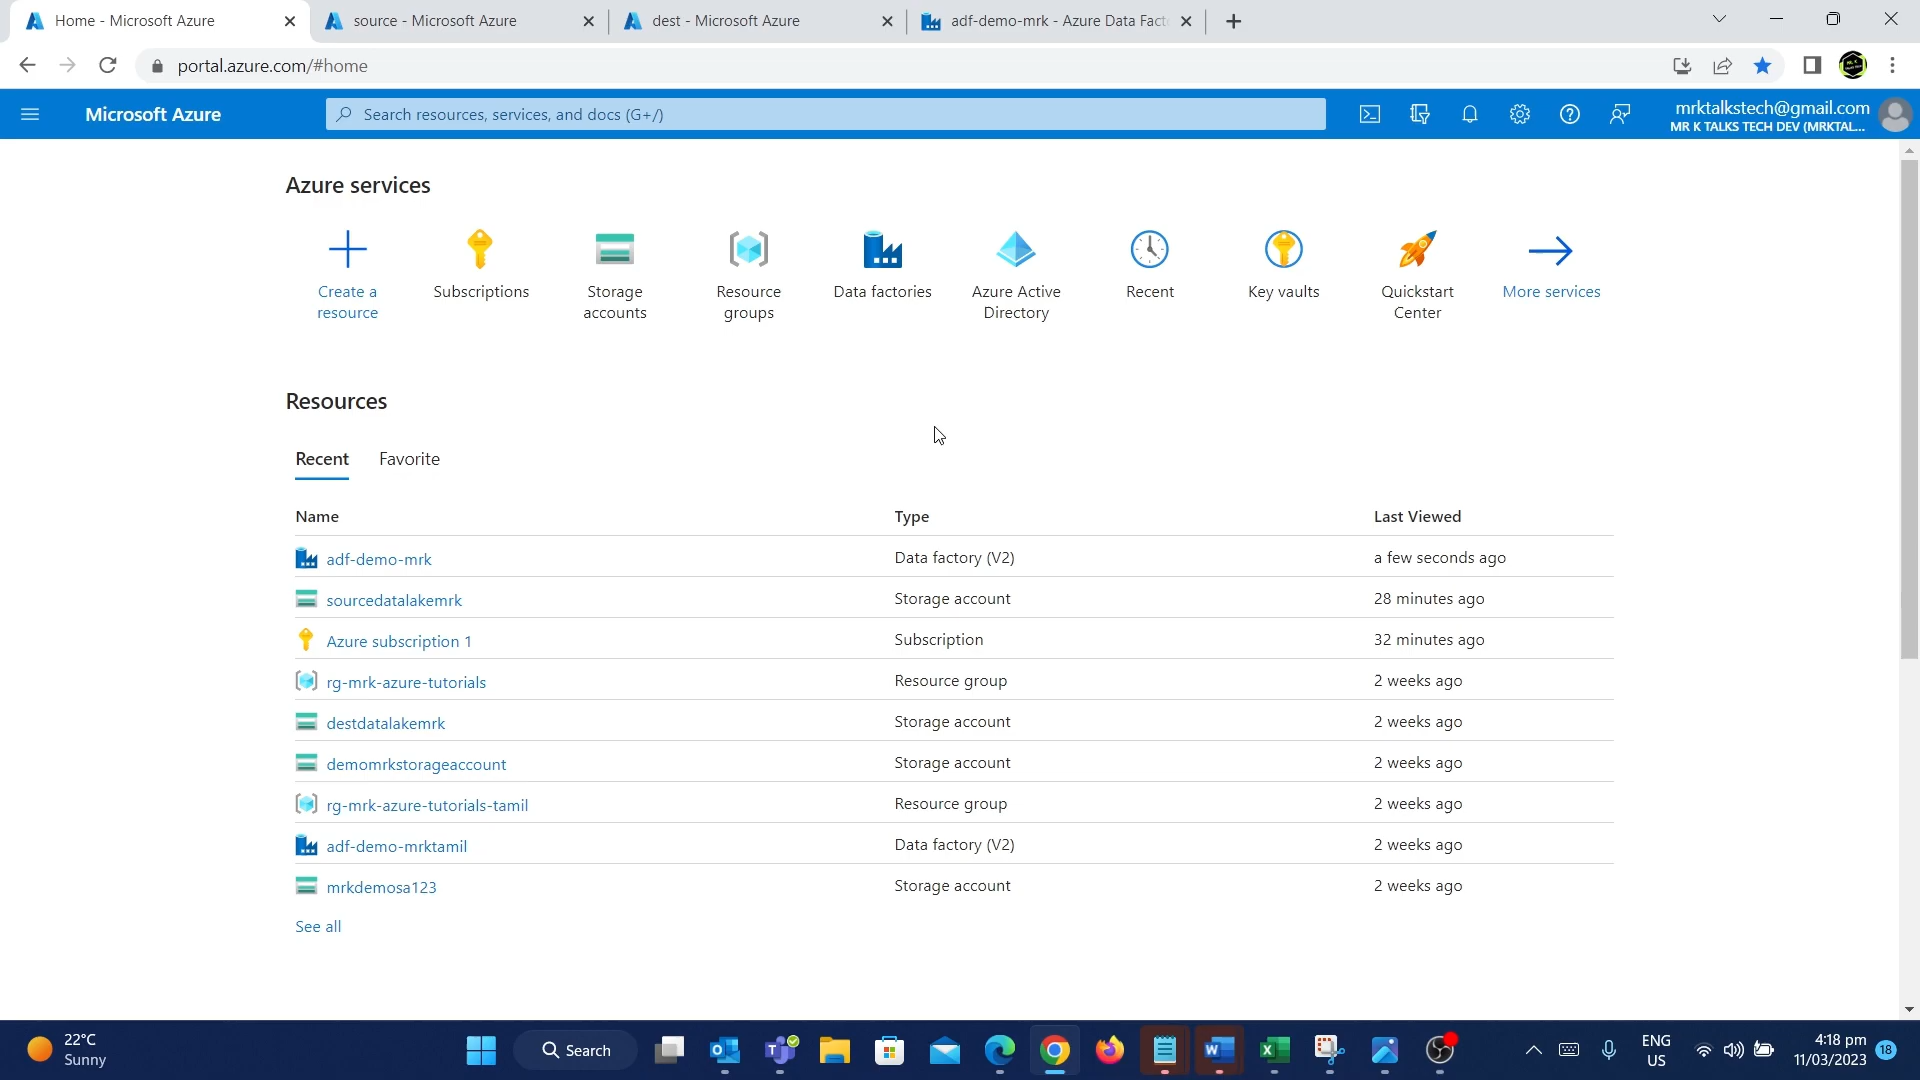 Home - Microsoft Azure
source - Microsoft Azure
dest - Microsoft Azure
adf-demo-mrk - Azure Data Fact
portal.azure.com/#home
Microsoft Azure
Search resources, services, and docs (G+/)
mrktalkstech@gmail.com
MR K TALKS TECH DEV (MRKTAL...
Azure services
Create a
resource
Subscriptions
Storage
accounts
Resource
groups
Data factories
Azure Active
Directory
Recent
Key vaults
Quickstart
Center
More services
Resources
Recent
Favorite
Name
Type
Last Viewed
adf-demo-mrk
Data factory (V2)
a few seconds ago
sourcedatalakemrk
Storage account
28 minutes ago
Azure subscription 1
Subscription
32 minutes ago
rg-mrk-azure-tutorials
Resource group
2 weeks ago
destdatalakemrk
Storage account
2 weeks ago
demomrkstorageaccount
Storage account
2 weeks ago
rg-mrk-azure-tutorials-tamil
Resource group
2 weeks ago
adf-demo-mrktamil
Data factory (V2)
2 weeks ago
mrkdemosa123
Storage account
2 weeks ago
See all
22°C
Sunny
Search
ENG
US
4:18 pm
11/03/2023
18